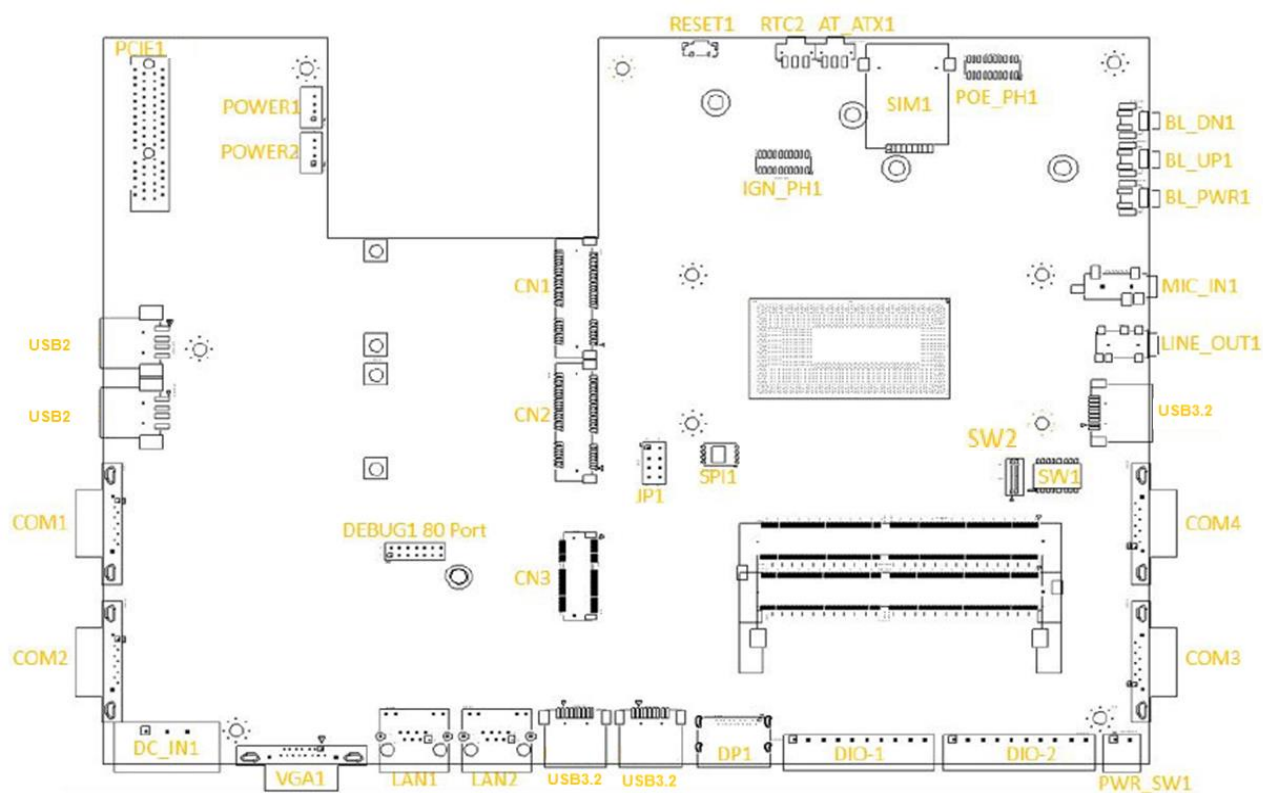 RESET1
RTC2
AT_ATX1
PCIE1
SIM1
POE_PH1
POWER1
BL_DN1
POWER2
BL_UP1
IGN_PH1
BL_PWR1
CN1
MIC_IN1
USB2
LINE_OUT1
USB2
CN2
USB3.2
SW2
JP1
SPI1
SW1
COM1
COM4
DEBUG1 80 Port
CN3
COM2
COM3
DC_IN1
VGA1
LAN1
LAN2
USB3.2
USB3.2
DP1
DIO-1
DIO-2
PWR_SW1